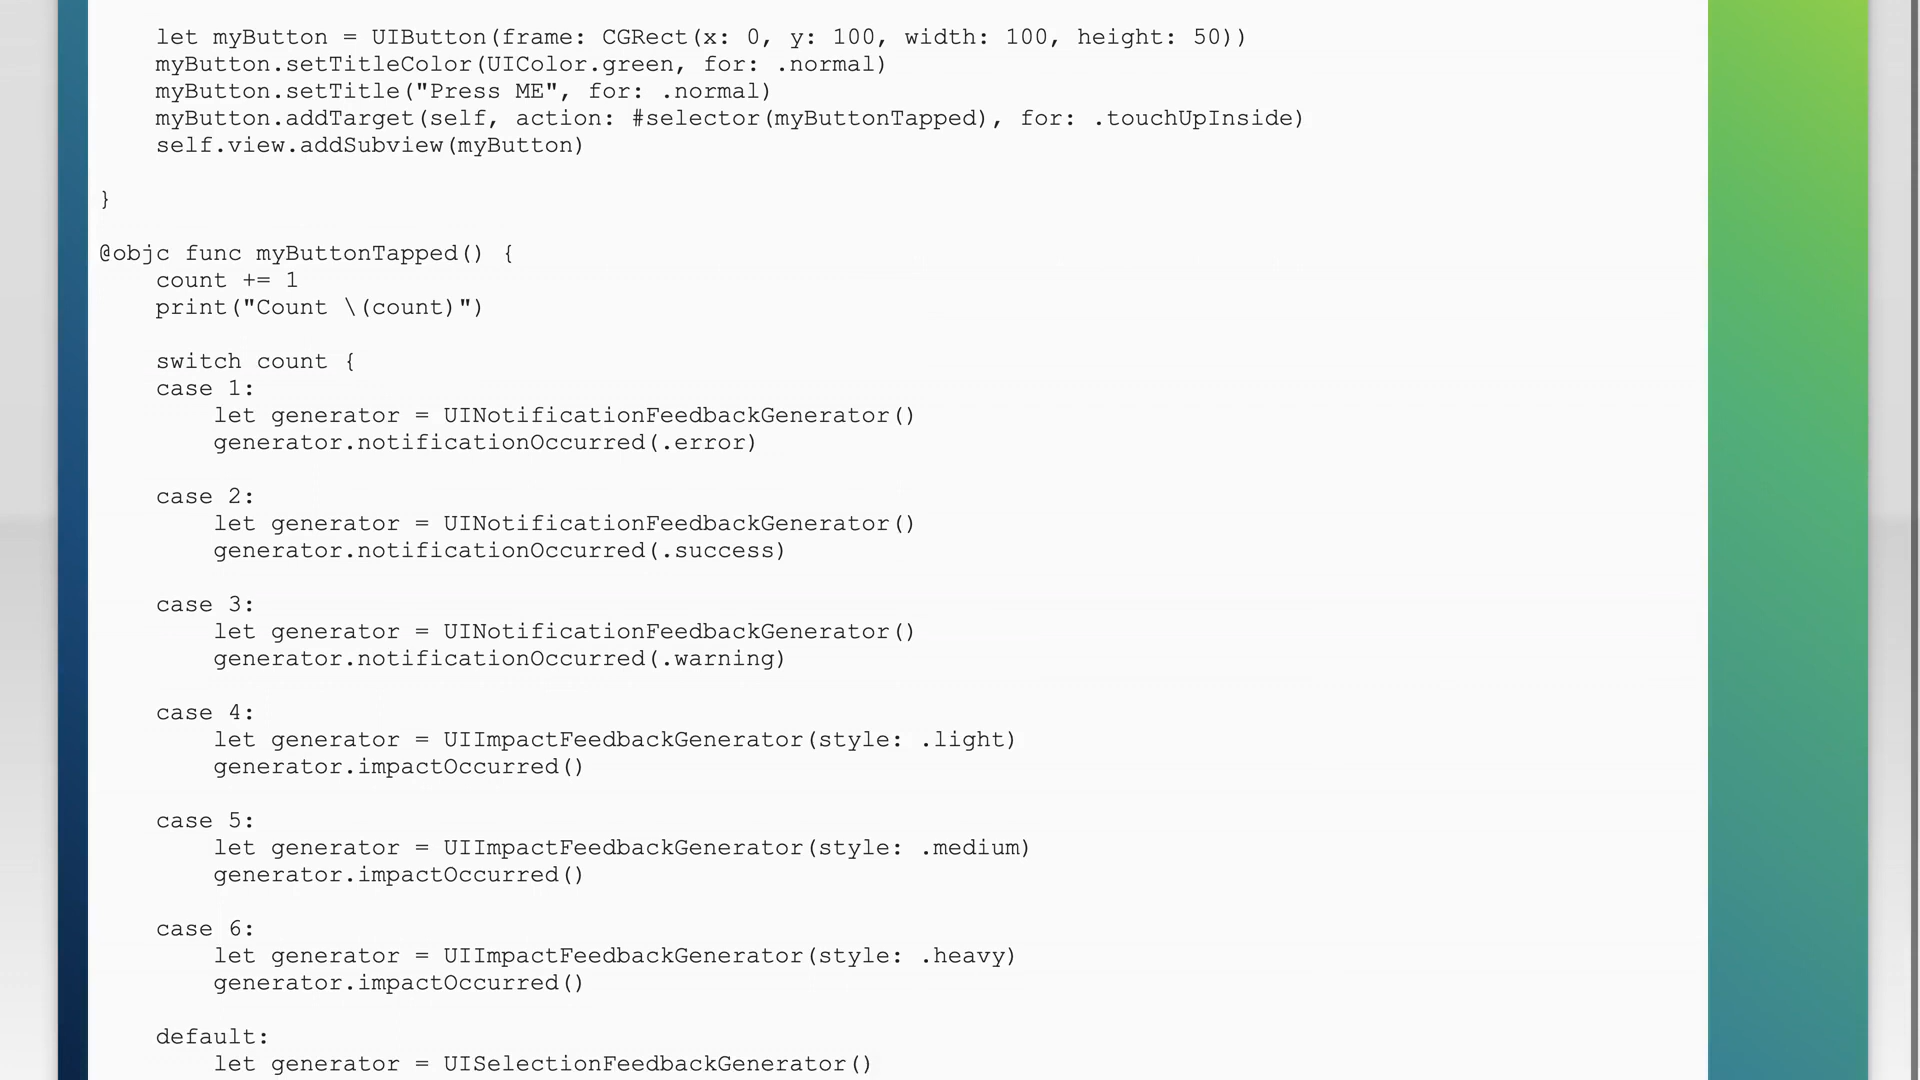 let myButton = UIButton(frame: CGRect(x: 0, y: 100, width: 100, height: 50))
myButton.setTitleColor(UIColor.green, for: .normal)
myButton.setTitle("Press ME", for: .normal)
myButton.addTarget(self, action: #selector(myButtonTapped), for: .touchUpInside)
self.view.addSubview(myButton)
}
@objc func myButtonTapped() {
count += 1
print("Count \(count)")
switch count {
case 1:
let generator = UINotificationFeedbackGenerator()
generator.notificationOccurred(.error)
case 2:
let generator = UINotificationFeedbackGenerator()
generator.notificationOccurred(.success)
case 3:
let generator = UINotificationFeedbackGenerator()
generator.notificationOccurred(.warning)
case 4:
let generator = UIImpactFeedbackGenerator(style: .light)
generator.impactOccurred()
case 5:
let generator = UIImpactFeedbackGenerator(style: .medium)
generator.impactOccurred()
case 6:
let generator = UIImpactFeedbackGenerator(style: .heavy)
generator.impactOccurred()
default:
let generator = UISelectionFeedbackGenerator()